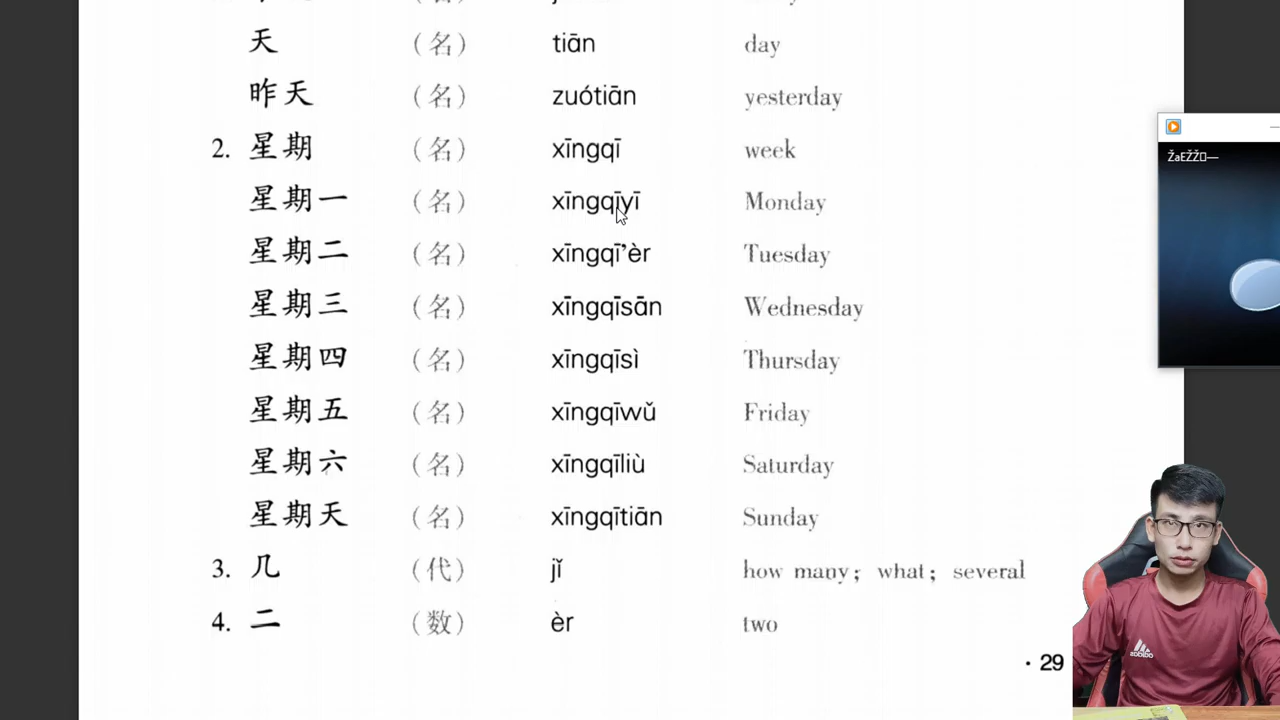 天 （名） tiān day
昨天 （名） zuótiān yesterday
2. 星期 （名） xīngqī week
星期一 （名） xīngqīyī Monday
星期二 （名） xīngqī’èr Tuesday
星期三 （名） xīngqīsān Wednesday
星期四 （名） xīngqīsì Thursday
星期五 （名） xīngqīwǔ Friday
星期六 （名） xīngqīliù Saturday
星期天 （名） xīngqītiān Sunday
3. 几 （代） jǐ how many; what; several
4. 二 （数） èr two
· 29
adidas